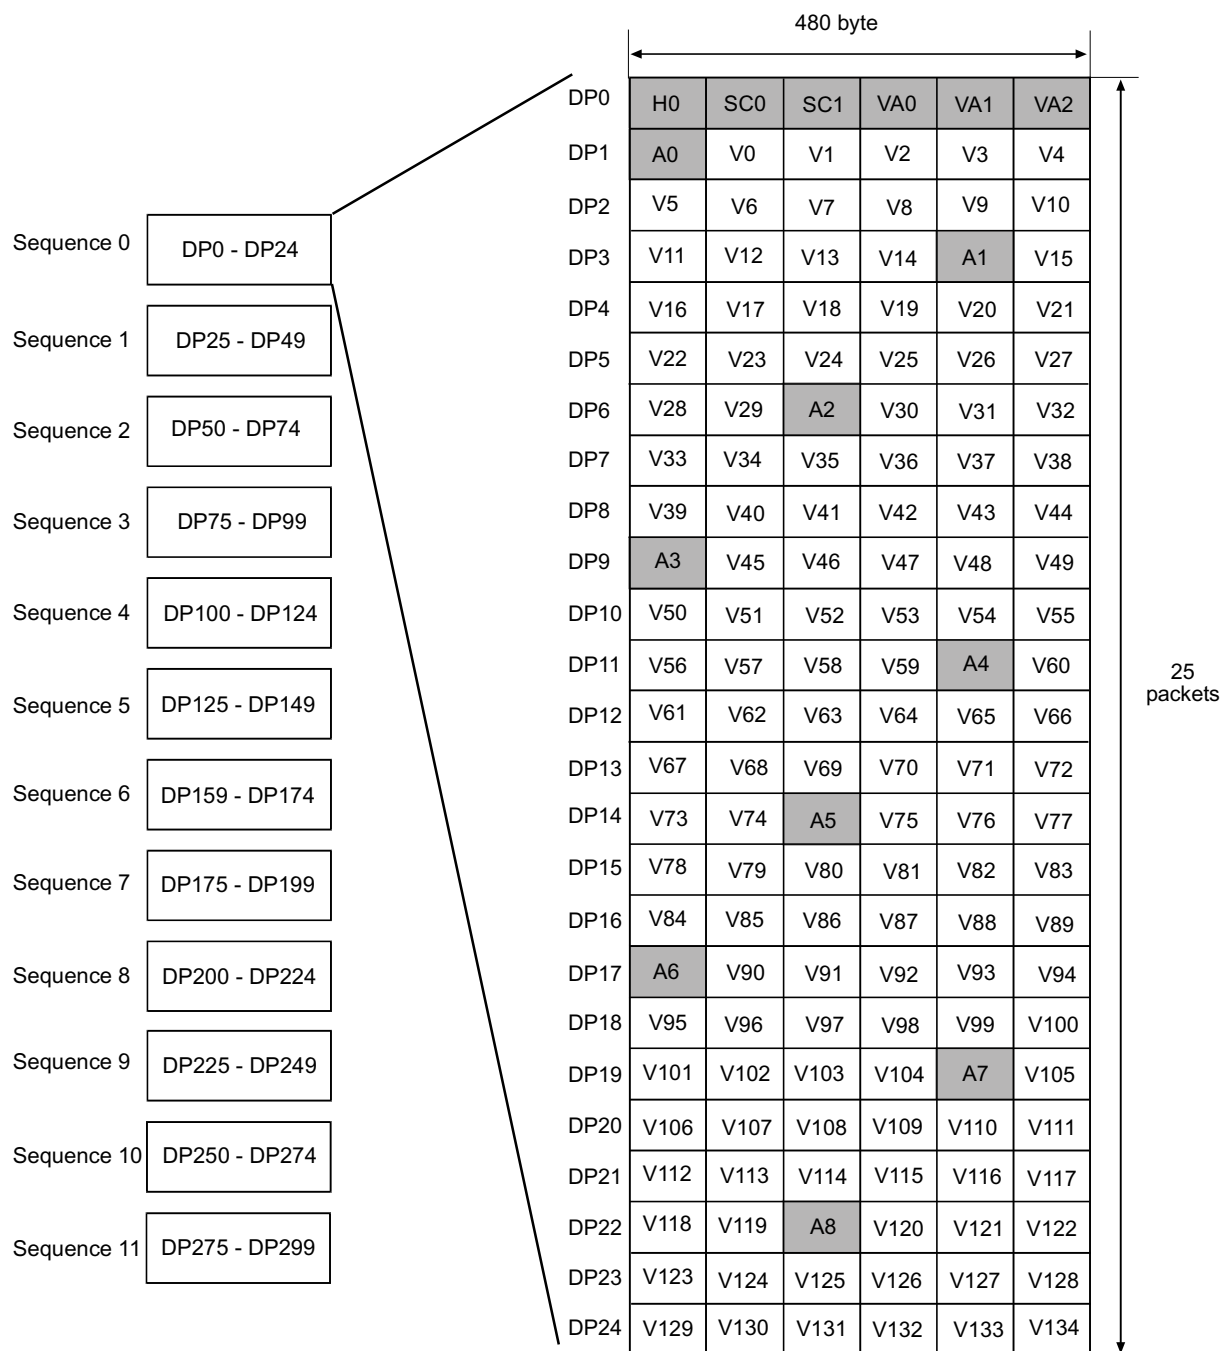 480 byte
DP0 H0 SC0 SC1 VA0 VA1 VA2
DP1 A0 V0 V1 V2 V3 V4
DP2 V5 V6 V7 V8 V9 V10
Sequence 0 DP0 - DP24
DP3 V11 V12 V13 V14 A1 V15
DP4 V16 V17 V18 V19 V20 V21
Sequence 1 DP25 - DP49
DP5 V22 V23 V24 V25 V26 V27
DP6 V28 V29 A2 V30 V31 V32
Sequence 2 DP50 - DP74
DP7 V33 V34 V35 V36 V37 V38
DP8 V39 V40 V41 V42 V43 V44
Sequence 3 DP75 - DP99
DP9 A3 V45 V46 V47 V48 V49
DP10 V50 V51 V52 V53 V54 V55
Sequence 4 DP100 - DP124
DP11 V56 V57 V58 V59 A4 V60
25
packets
Sequence 5 DP125 - DP149
DP12 V61 V62 V63 V64 V65 V66
DP13 V67 V68 V69 V70 V71 V72
Sequence 6 DP159 - DP174
DP14 V73 V74 A5 V75 V76 V77
DP15 V78 V79 V80 V81 V82 V83
Sequence 7 DP175 - DP199
DP16 V84 V85 V86 V87 V88 V89
DP17 A6 V90 V91 V92 V93 V94
Sequence 8 DP200 - DP224
DP18 V95 V96 V97 V98 V99 V100
Sequence 9 DP225 - DP249
DP19 V101 V102 V103 V104 A7 V105
DP20 V106 V107 V108 V109 V110 V111
Sequence 10 DP250 - DP274
DP21 V112 V113 V114 V115 V116 V117
DP22 V118 V119 A8 V120 V121 V122
Sequence 11 DP275 - DP299
DP23 V123 V124 V125 V126 V127 V128
DP24 V129 V130 V131 V132 V133 V134